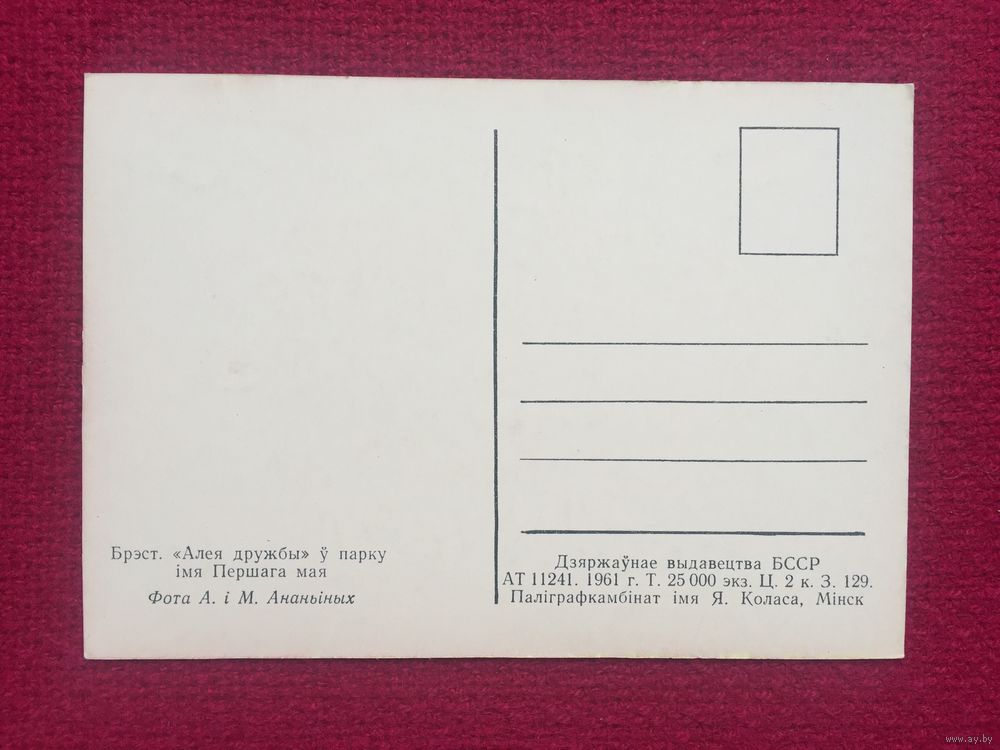 Брэст. «Алея дружбы» ў парку
імя Першага мая
Фота А. і М. Ананьіных
Дзяржаўнае выдавецтва БССР
АТ 11241. 1961 г. Т. 25 000 экз. Ц. 2 к. З. 129.
Паліграфкамбінат імя Я. Коласа, Мінск
www.ay.by